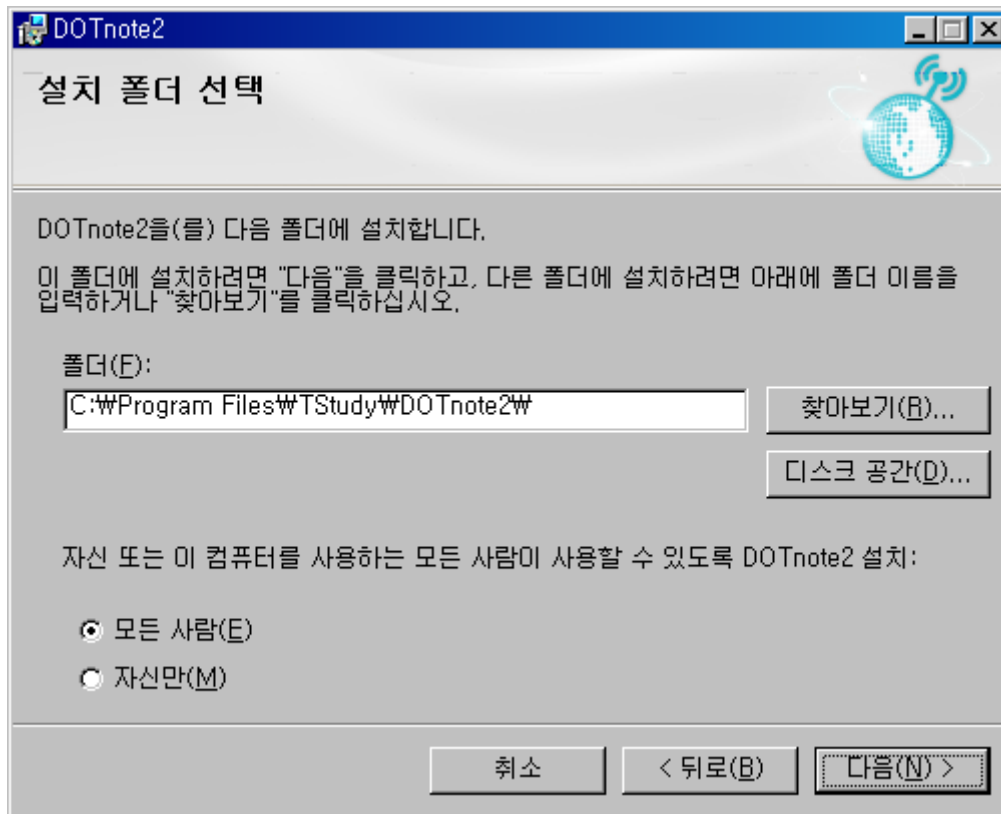 DOTnote2
설치 폴더 선택
DOTnote2을(를) 다음 폴더에 설치합니다.
이 폴더에 설치하려면 "다음"을 클릭하고, 다른 폴더에 설치하려면 아래에 폴더 이름을
입력하거나 "찾아보기"를 클릭하십시오.
폴더(F):
C:₩Program Files₩TStudy₩DOTnote2₩
찾아보기(R)...
디스크 공간(D)...
자신 또는 이 컴퓨터를 사용하는 모든 사람이 사용할 수 있도록 DOTnote2 설치:
모든 사람(E)
자신만(M)
취소
< 뒤로(B)
다음(N) >